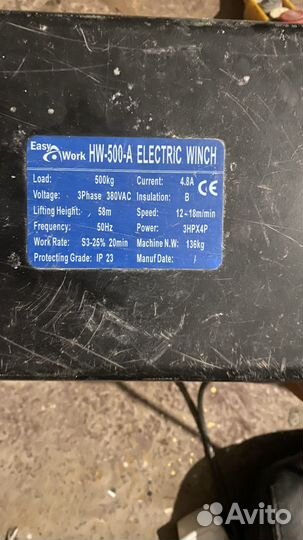 Easy Work HW-500-A ELECTRIC WINCH
Load: 500kg Current: 4.8A CE
Voltage: 3Phase 380VAC Insulation: B
Lifting Height: 58m Speed: 12-18m/min
Frequency: 50Hz Power: 3HPX4P
Work Rate: S3-25% 20min Machine N.W: 136kg
Protecting Grade: IP 23 Manuf Date: /
Avito